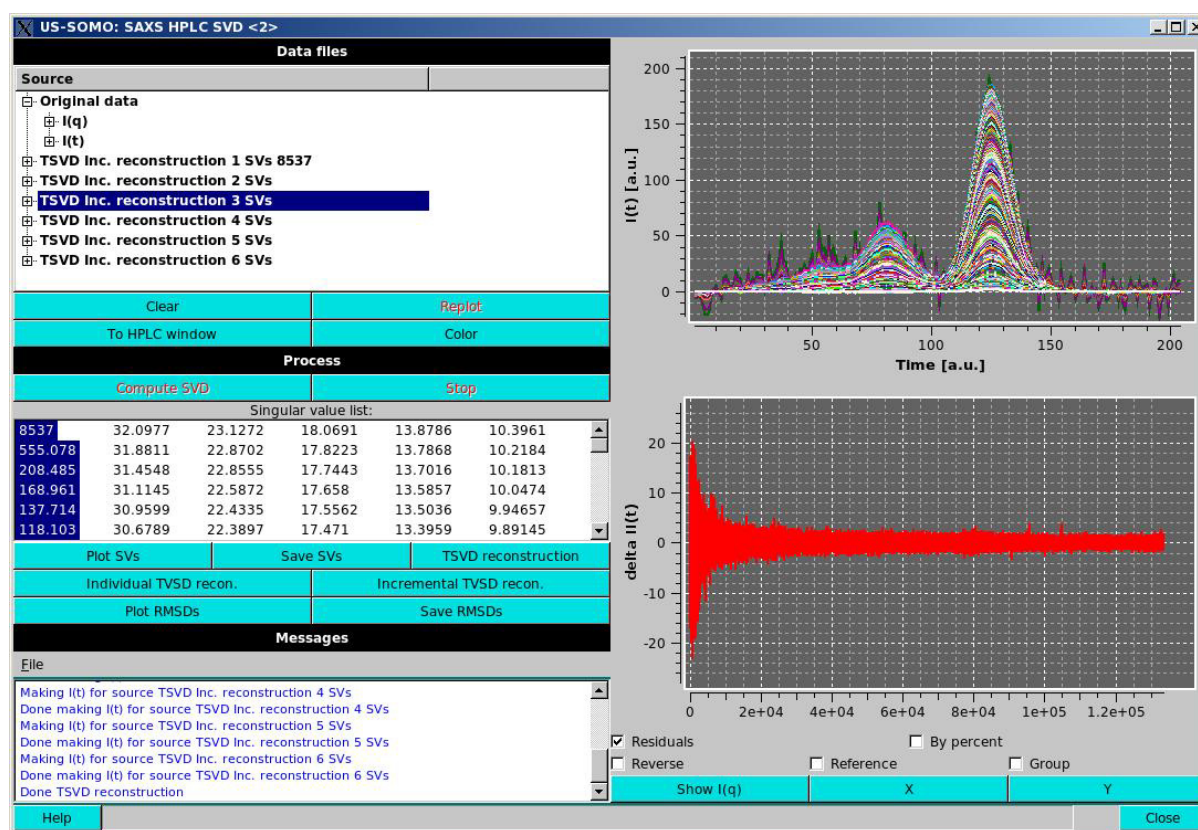 US-SOMO: SAXS HPLC SVD <2>
Data files
Source
Original data
I(q)
I(t)
TSVD Inc. reconstruction 1 SVs 8537
TSVD Inc. reconstruction 2 SVs
TSVD Inc. reconstruction 3 SVs
TSVD Inc. reconstruction 4 SVs
TSVD Inc. reconstruction 5 SVs
TSVD Inc. reconstruction 6 SVs
Clear Replot
To HPLC window Color
Process
Compute SVD Stop
Singular value list:
8537 32.0977 23.1272 18.0691 13.8786 10.3961
555.078 31.8811 22.8702 17.8223 13.7868 10.2184
208.485 31.4548 22.8555 17.7443 13.7016 10.1813
168.961 31.1145 22.5872 17.658 13.5857 10.0474
137.714 30.9599 22.4335 17.5562 13.5036 9.94657
118.103 30.6789 22.3897 17.471 13.3959 9.89145
Plot SVs Save SVs TSVD reconstruction
Individual TVSD recon. Incremental TVSD recon.
Plot RMSDs Save RMSDs
Messages
File
Making I(t) for source TSVD Inc. reconstruction 4 SVs
Done making I(t) for source TSVD Inc. reconstruction 4 SVs
Making I(t) for source TSVD Inc. reconstruction 5 SVs
Done making I(t) for source TSVD Inc. reconstruction 5 SVs
Making I(t) for source TSVD Inc. reconstruction 6 SVs
Done making I(t) for source TSVD Inc. reconstruction 6 SVs
Done TSVD reconstruction
Help
I(t) [a.u.]
200
150
100
50
0
50 100 150 200
Time [a.u.]
delta II(t)
20
10
0
-10
-20
0 2e+04 4e+04 6e+04 8e+04 1e+05 1.2e+05
Residuals By percent
Reverse Reference Group
Show I(q) X Y
Close